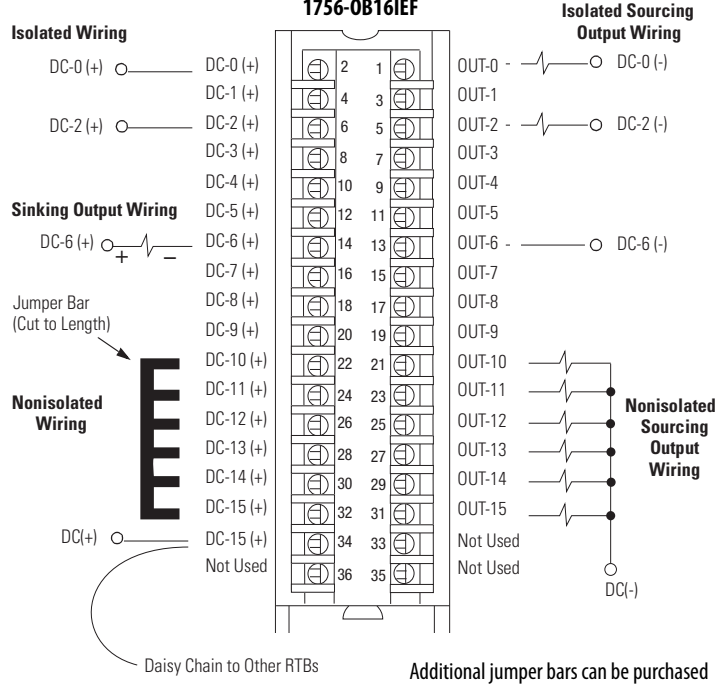 1756-OB16IEF
Isolated Wiring
Isolated Sourcing
Output Wiring
DC-0 (+) DC-0 (+) 2 1 OUT-0 DC-0 (-)
DC-1 (+) 4 3 OUT-1
DC-2 (+) DC-2 (+) 6 5 OUT-2 DC-2 (-)
DC-3 (+) 8 7 OUT-3
DC-4 (+) 10 9 OUT-4
Sinking Output Wiring
DC-5 (+) 12 11 OUT-5
DC-6 (+) + – DC-6 (+) 14 13 OUT-6 DC-6 (-)
DC-7 (+) 16 15 OUT-7
Jumper Bar
(Cut to Length)
DC-8 (+) 18 17 OUT-8
DC-9 (+) 20 19 OUT-9
DC-10 (+) 22 21 OUT-10
DC-11 (+) 24 23 OUT-11
Nonisolated
Wiring
DC-12 (+) 26 25 OUT-12
DC-13 (+) 28 27 OUT-13
DC-14 (+) 30 29 OUT-14
DC-15 (+) 32 31 OUT-15
Nonisolated
Sourcing
Output
Wiring
DC(+) DC-15 (+) 34 33 Not Used
Not Used 36 35 Not Used
DC(-)
Daisy Chain to Other RTBs
Additional jumper bars can be purchased